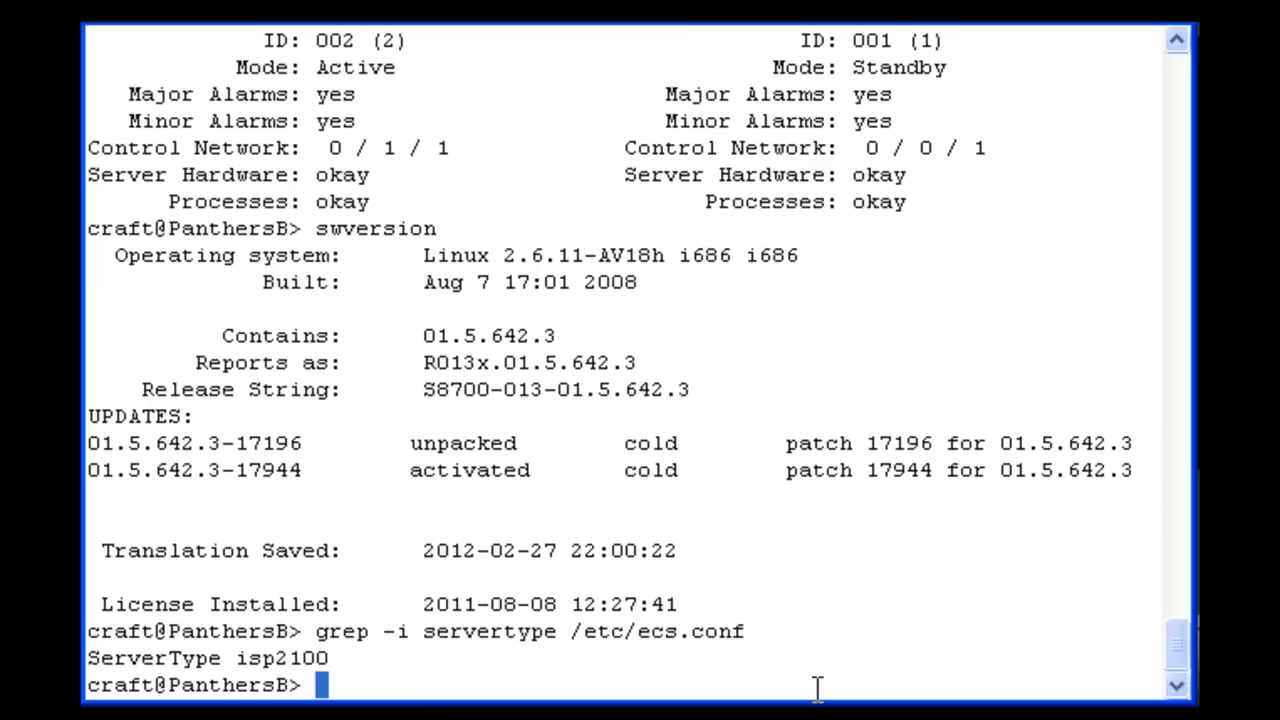 ID: 002 (2) ID: 001 (1)
Mode: Active Mode: Standby
Major Alarms: yes Major Alarms: yes
Minor Alarms: yes Minor Alarms: yes
Control Network: 0 / 1 / 1 Control Network: 0 / 0 / 1
Server Hardware: okay Server Hardware: okay
Processes: okay Processes: okay
craft@PanthersB> swversion
Operating system: Linux 2.6.11-AV18h i686 i686
Built: Aug 7 17:01 2008
Contains: 01.5.642.3
Reports as: R013x.01.5.642.3
Release String: S8700-013-01.5.642.3
UPDATES:
01.5.642.3-17196 unpacked cold patch 17196 for 01.5.642.3
01.5.642.3-17944 activated cold patch 17944 for 01.5.642.3
Translation Saved: 2012-02-27 22:00:22
License Installed: 2011-08-08 12:27:41
craft@PanthersB> grep -i servertype /etc/ecs.conf
ServerType isp2100
craft@PanthersB>